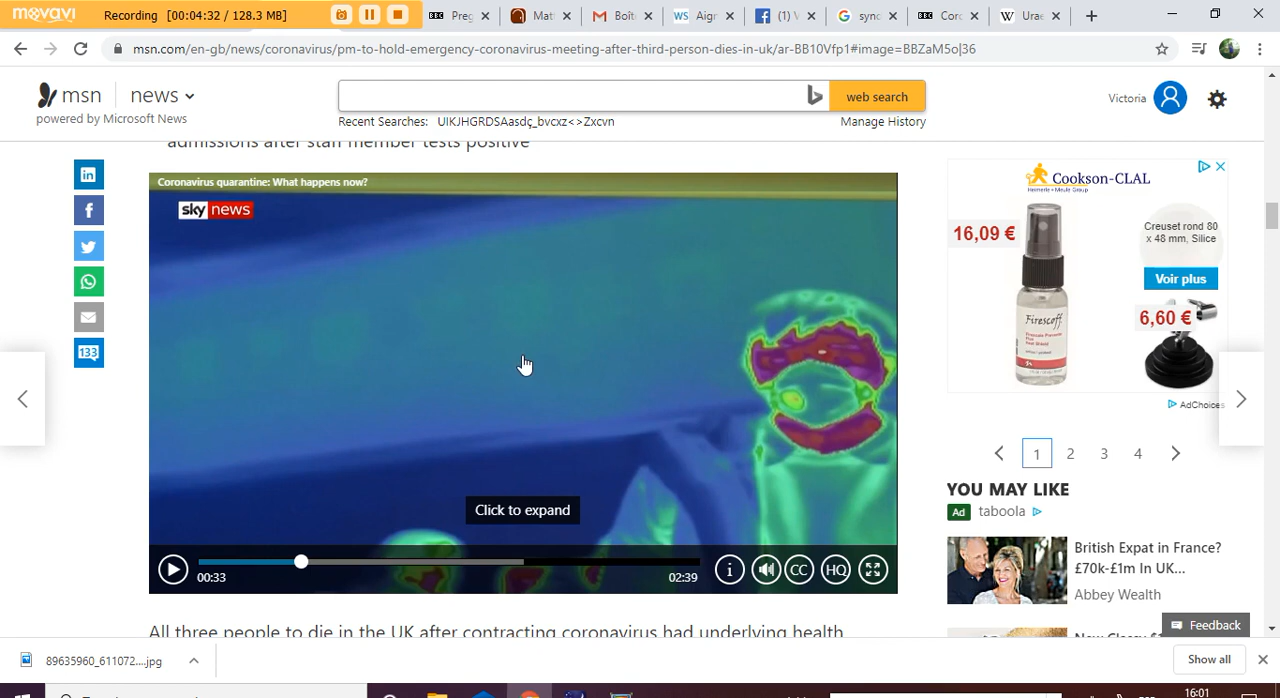 movavi
Recording [00:04:32 / 128.3 MB]
Preg
Mat
Boît
WS Aigr
(1) V
sync
Corc
Urae
msn.com/en-gb/news/coronavirus/pm-to-hold-emergency-coronavirus-meeting-after-third-person-dies-in-uk/ar-BB10Vfp1#image=BBZaM5o|36
msn news
powered by Microsoft News
web search
Victoria
Recent Searches: UIKJHGRDSAasdç_bvcxz<>Zxcvn
Manage History
admissions after staff member tests positive
Coronavirus quarantine: What happens now?
sky news
133
Click to expand
00:33
02:39
CC
HQ
Cookson-CLAL
16,09 €
Creuset rond 80
x 48 mm, Silice
Voir plus
Firescoff
6,60 €
AdChoices
1 2 3 4
YOU MAY LIKE
Ad taboola
British Expat in France?
£70k-£1m In UK...
Abbey Wealth
Feedback
All three people to die in the UK after contracting coronavirus had underlying health
89635960_611072....jpg
Show all
16:01